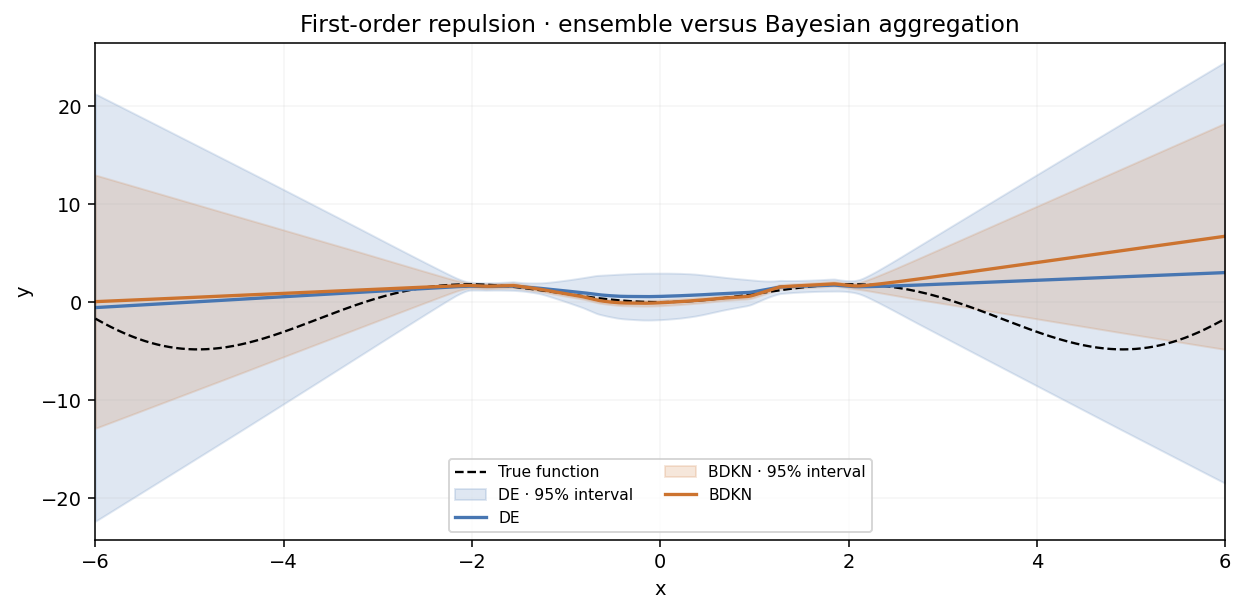 First-order repulsion · ensemble versus Bayesian aggregation
y
20
10
0
−10
−20
True function
DE · 95% interval
DE
BDKN · 95% interval
BDKN
−6 −4 −2 0 2 4 6
x